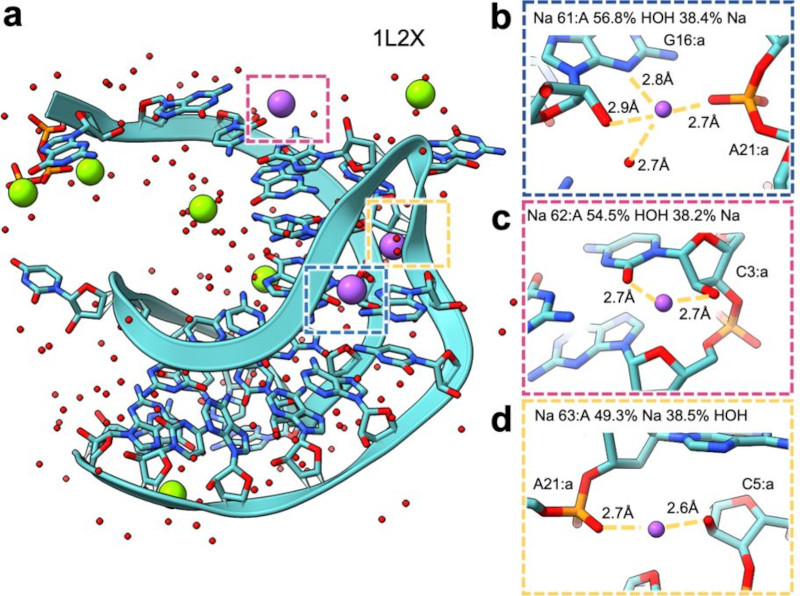 a
1L2X
b
Na 61:A 56.8% HOH 38.4% Na
G16:a
2.8Å
2.9Å
2.7Å
A21:a
2.7Å
c
Na 62:A 54.5% HOH 38.2% Na
C3:a
2.7Å
2.7Å
d
Na 63:A 49.3% Na 38.5% HOH
A21:a
C5:a
2.7Å
2.6Å